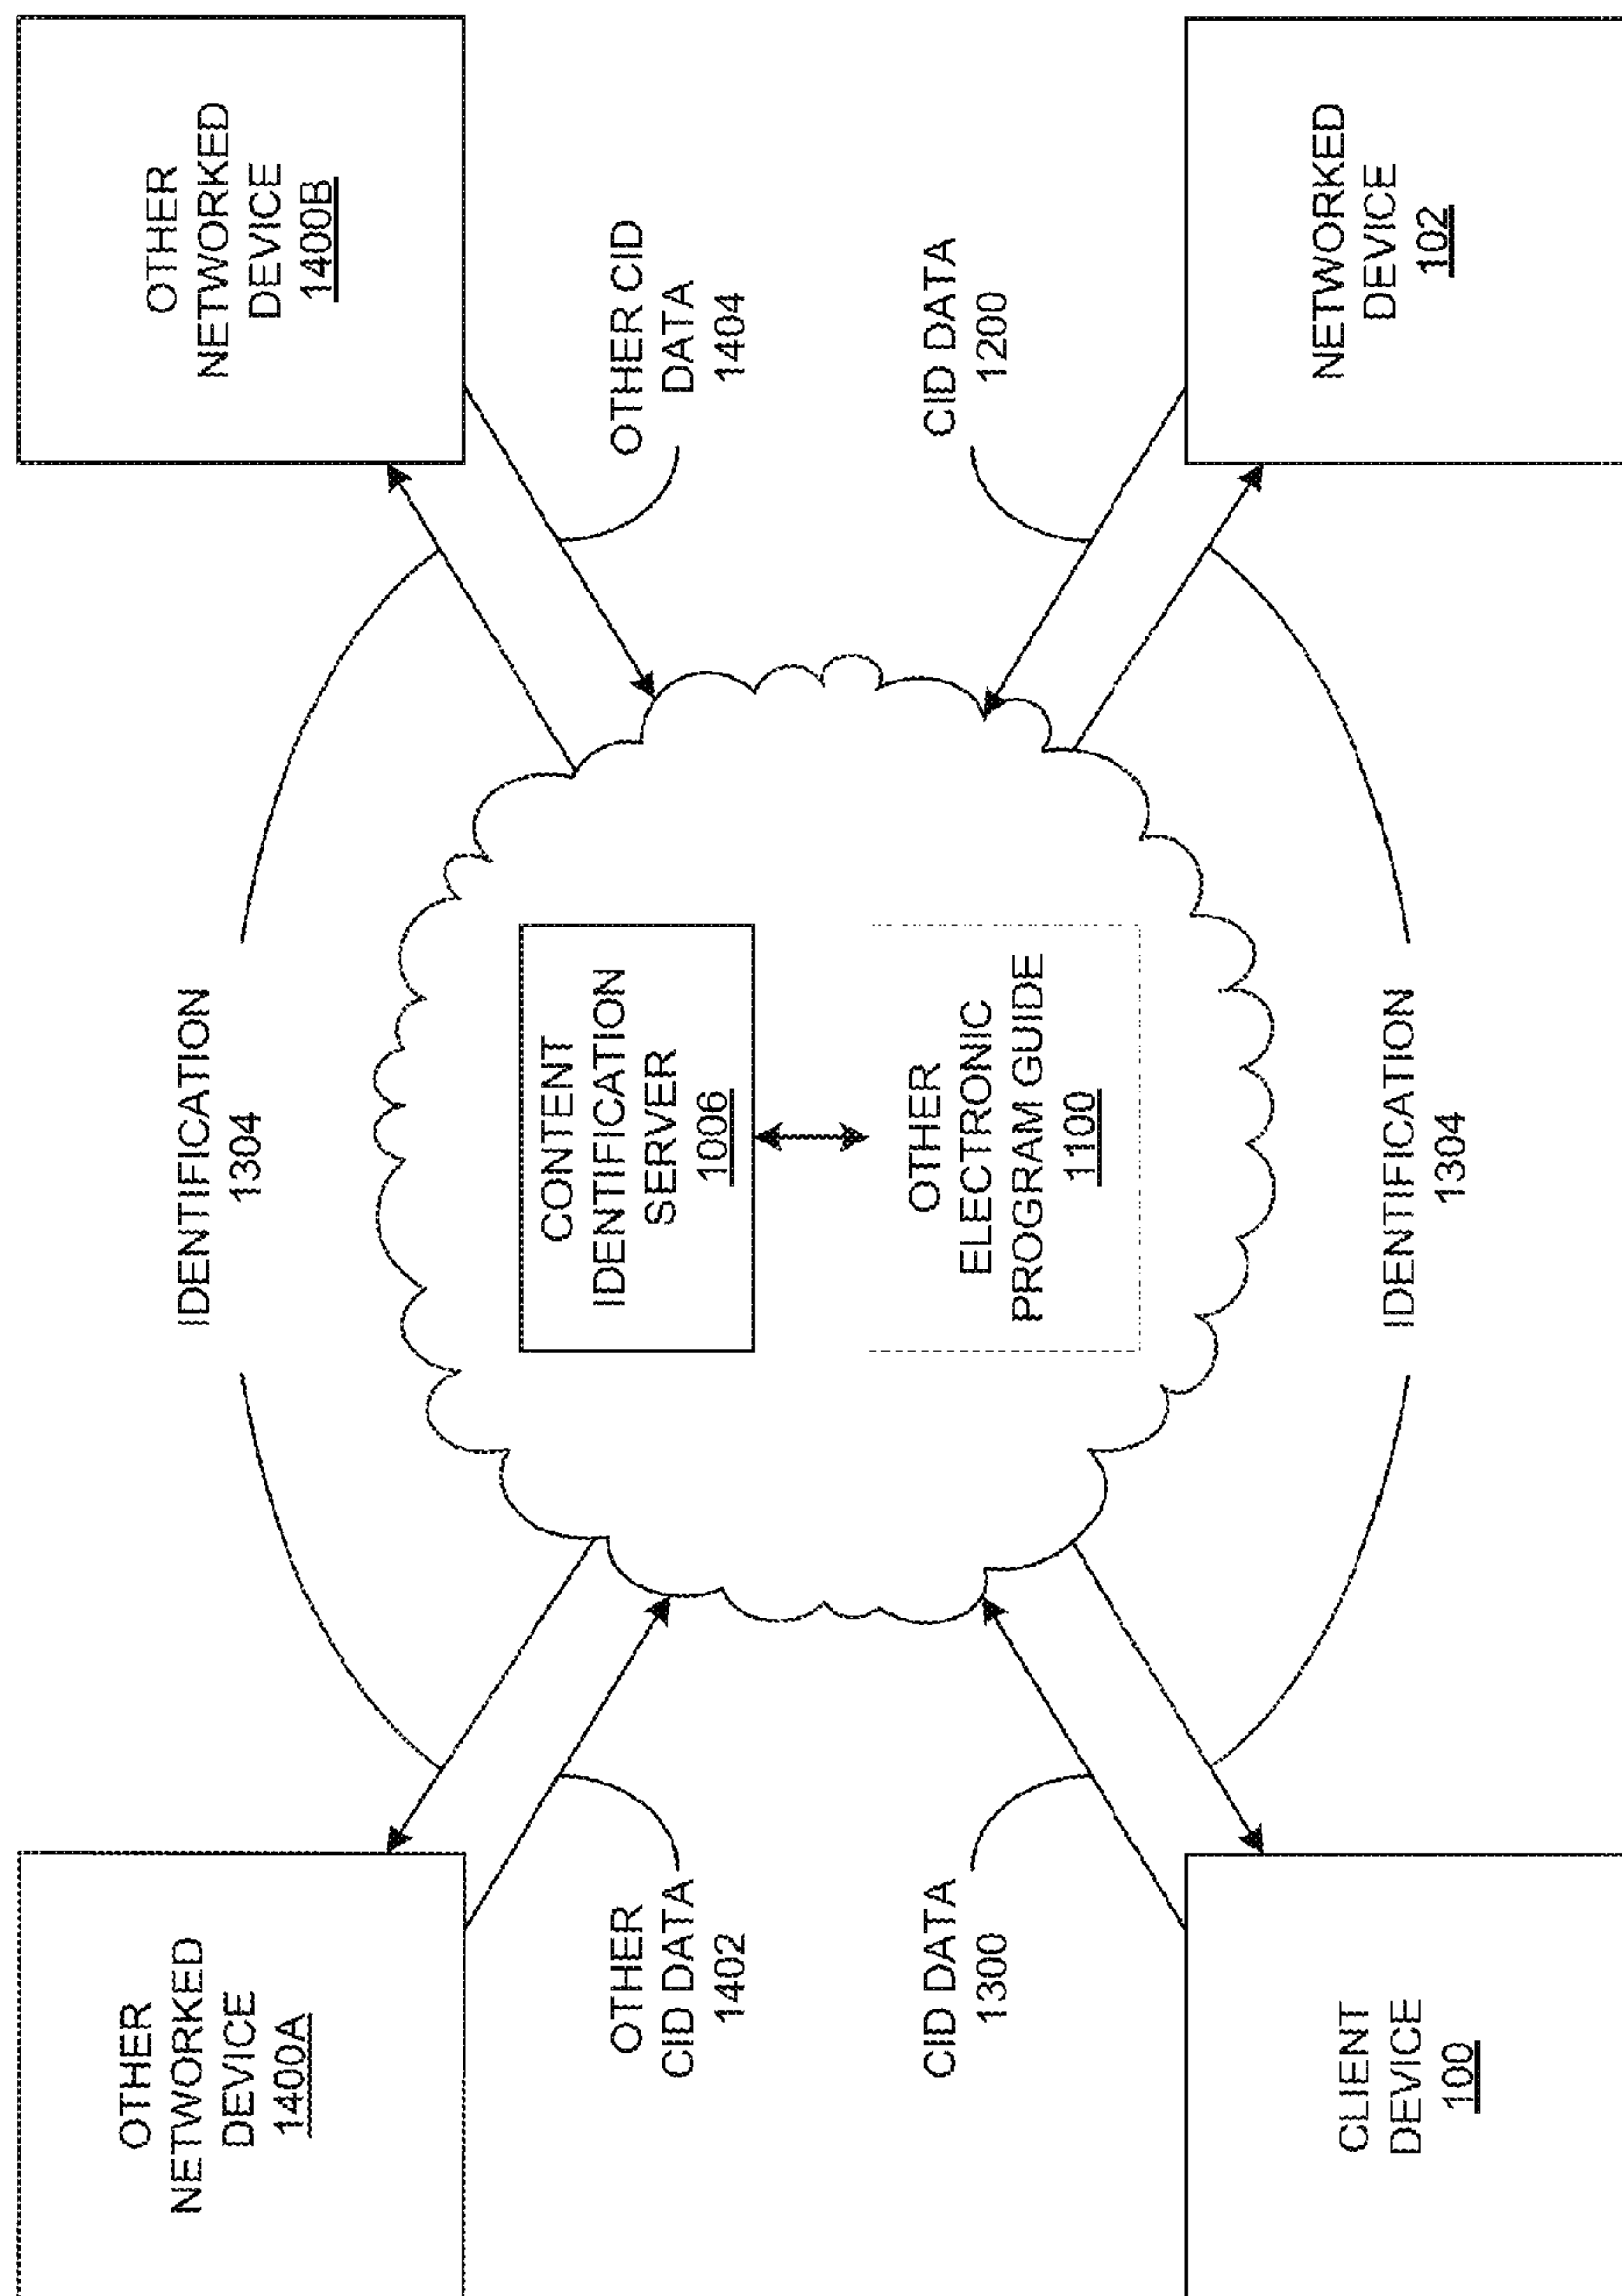 OTHER
NETWORKED
DEVICE
1400A
IDENTIFICATION
1304
OTHER
NETWORKED
DEVICE
1400B
OTHER
CID DATA
1402
OTHER CID
DATA
1404
CONTENT
IDENTIFICATION
SERVER
1006
OTHER
ELECTRONIC
PROGRAM GUIDE
1100
CID DATA
1300
CID DATA
1200
CLIENT
DEVICE
100
IDENTIFICATION
1304
NETWORKED
DEVICE
102